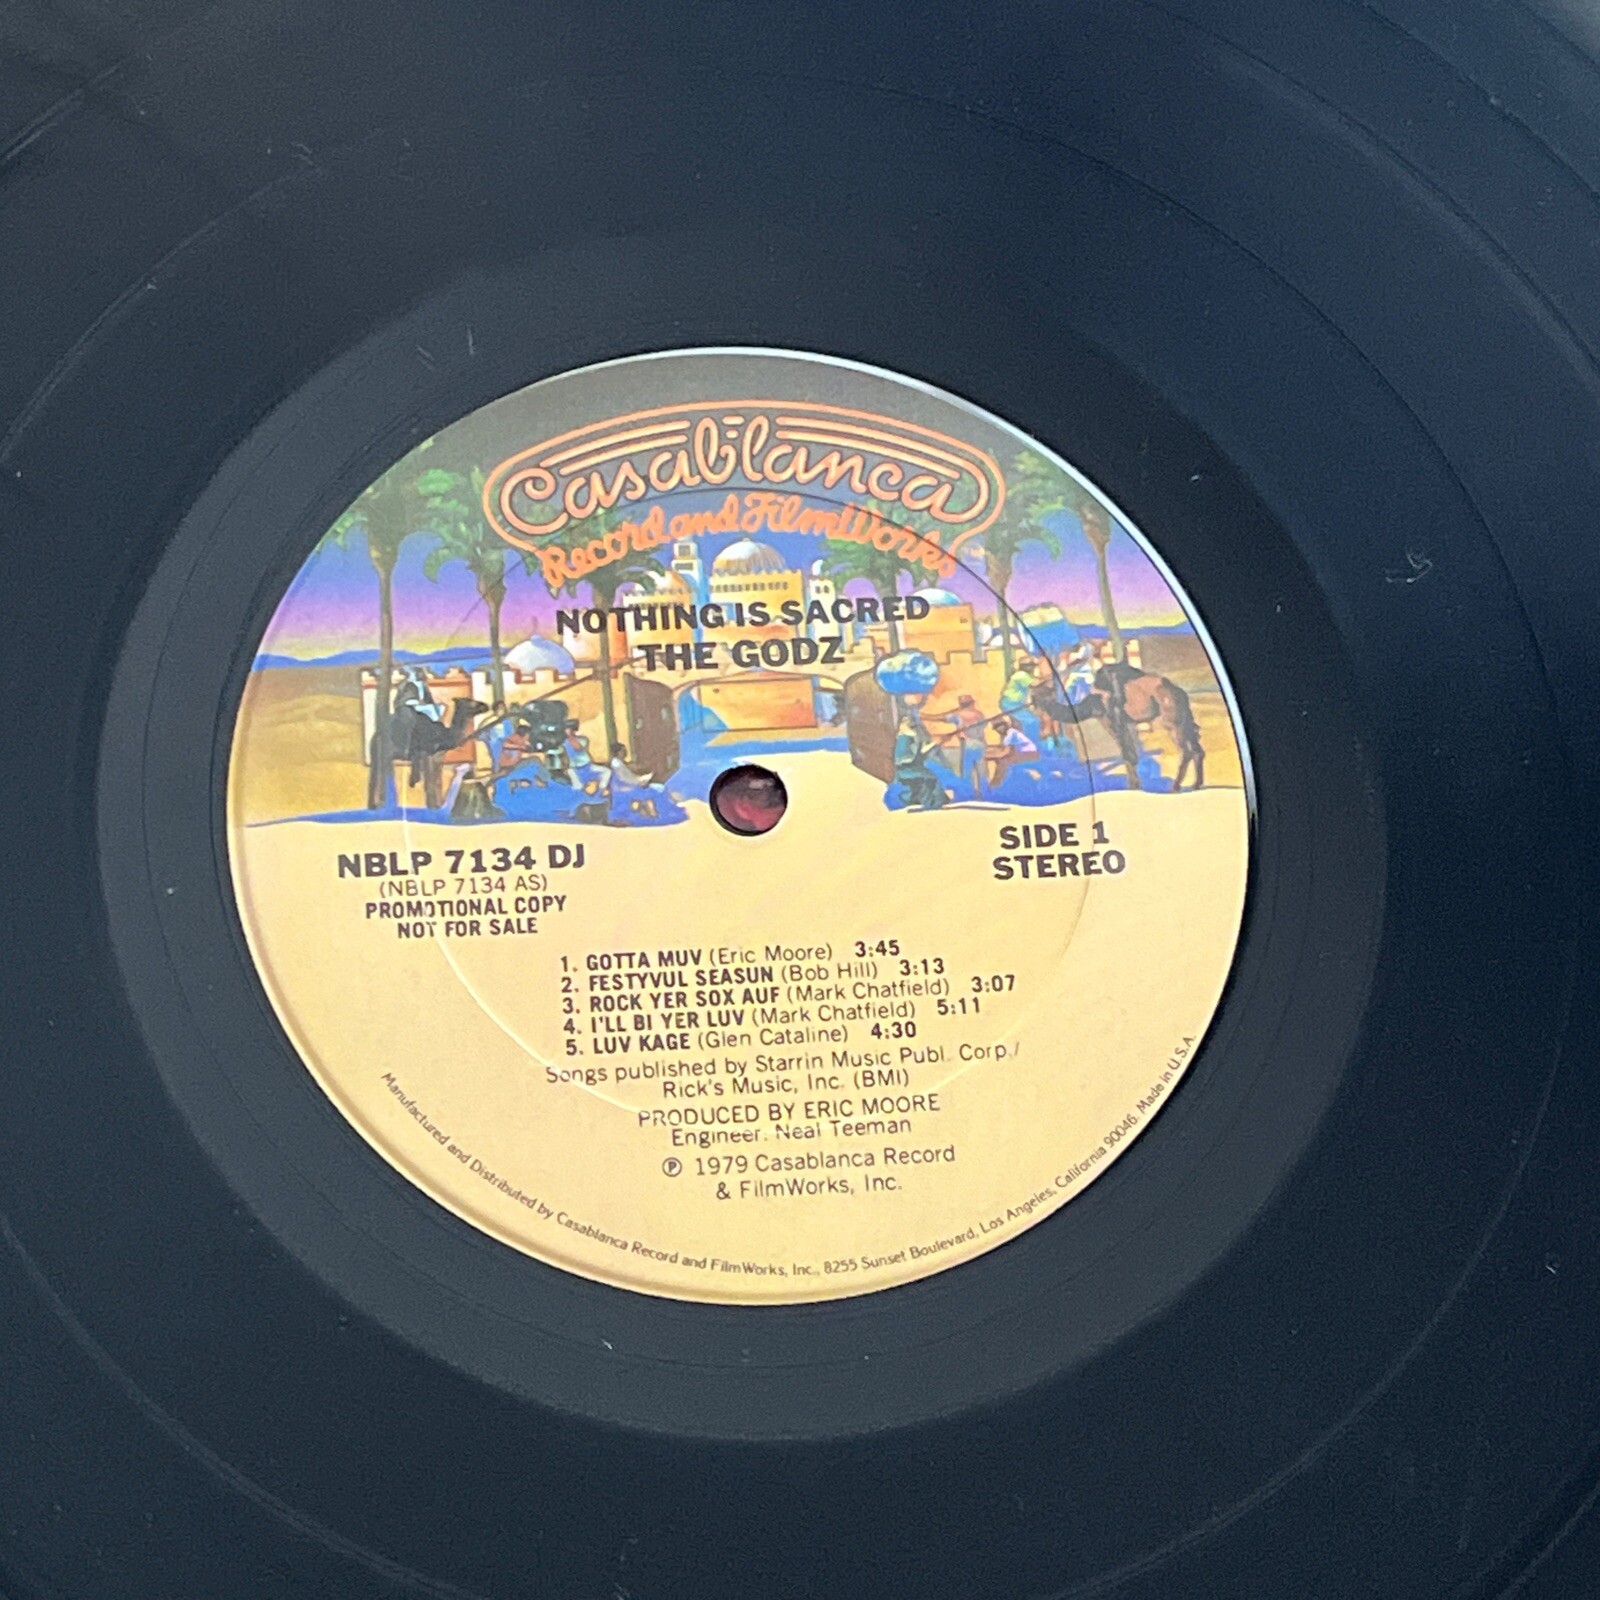 Casablanca
Record and FilmWorks
NOTHING IS SACRED
THE GODZ
NBLP 7134 DJ
(NBLP 7134 AS)
PROMOTIONAL COPY
NOT FOR SALE
SIDE 1
STEREO
1. GOTTA MUV (Eric Moore) 3:45
2. FESTYVUL SEASUN (Bob Hill) 3:13
3. ROCK YER SOX AUF (Mark Chatfield) 3:07
4. I'LL BI YER LUV (Mark Chatfield) 5:11
5. LUV KAGE (Glen Cataline) 4:30
Songs published by Starrin Music Publ. Corp./
Rick's Music, Inc. (BMI)
PRODUCED BY ERIC MOORE
Engineer: Neal Teeman
℗ 1979 Casablanca Record
& FilmWorks, Inc.
Manufactured and Distributed by Casablanca Record and FilmWorks, Inc., 8255 Sunset Boulevard, Los Angeles, California 90046. Made in U.S.A.